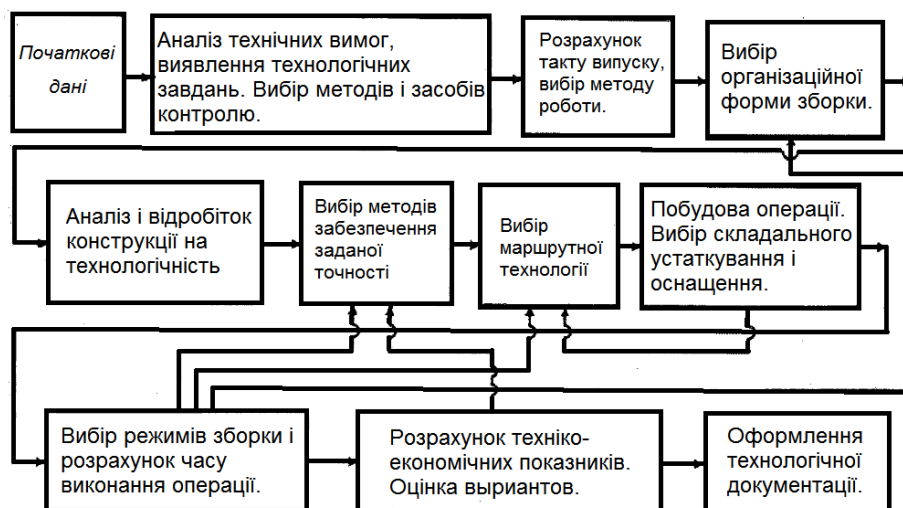 Початкові
дані
Аналіз технічних вимог,
виявлення технологічних
завдань. Вибір методів і засобів
контролю.
Розрахунок
такту випуску,
вибір методу
роботи.
Вибір
організаційної
форми зборки.
Аналіз і відробіток
конструкції на
технологічність
Вибір методів
забезпечення
заданої
точності
Вибір
маршрутної
технології
Побудова операції.
Вибір складального
устаткування і
оснащення.
Вибір режимів зборки і
розрахунок часу
виконання операції.
Розрахунок техніко-
економічних показників.
Оцінка выриантов.
Оформлення
технологічної
документації.